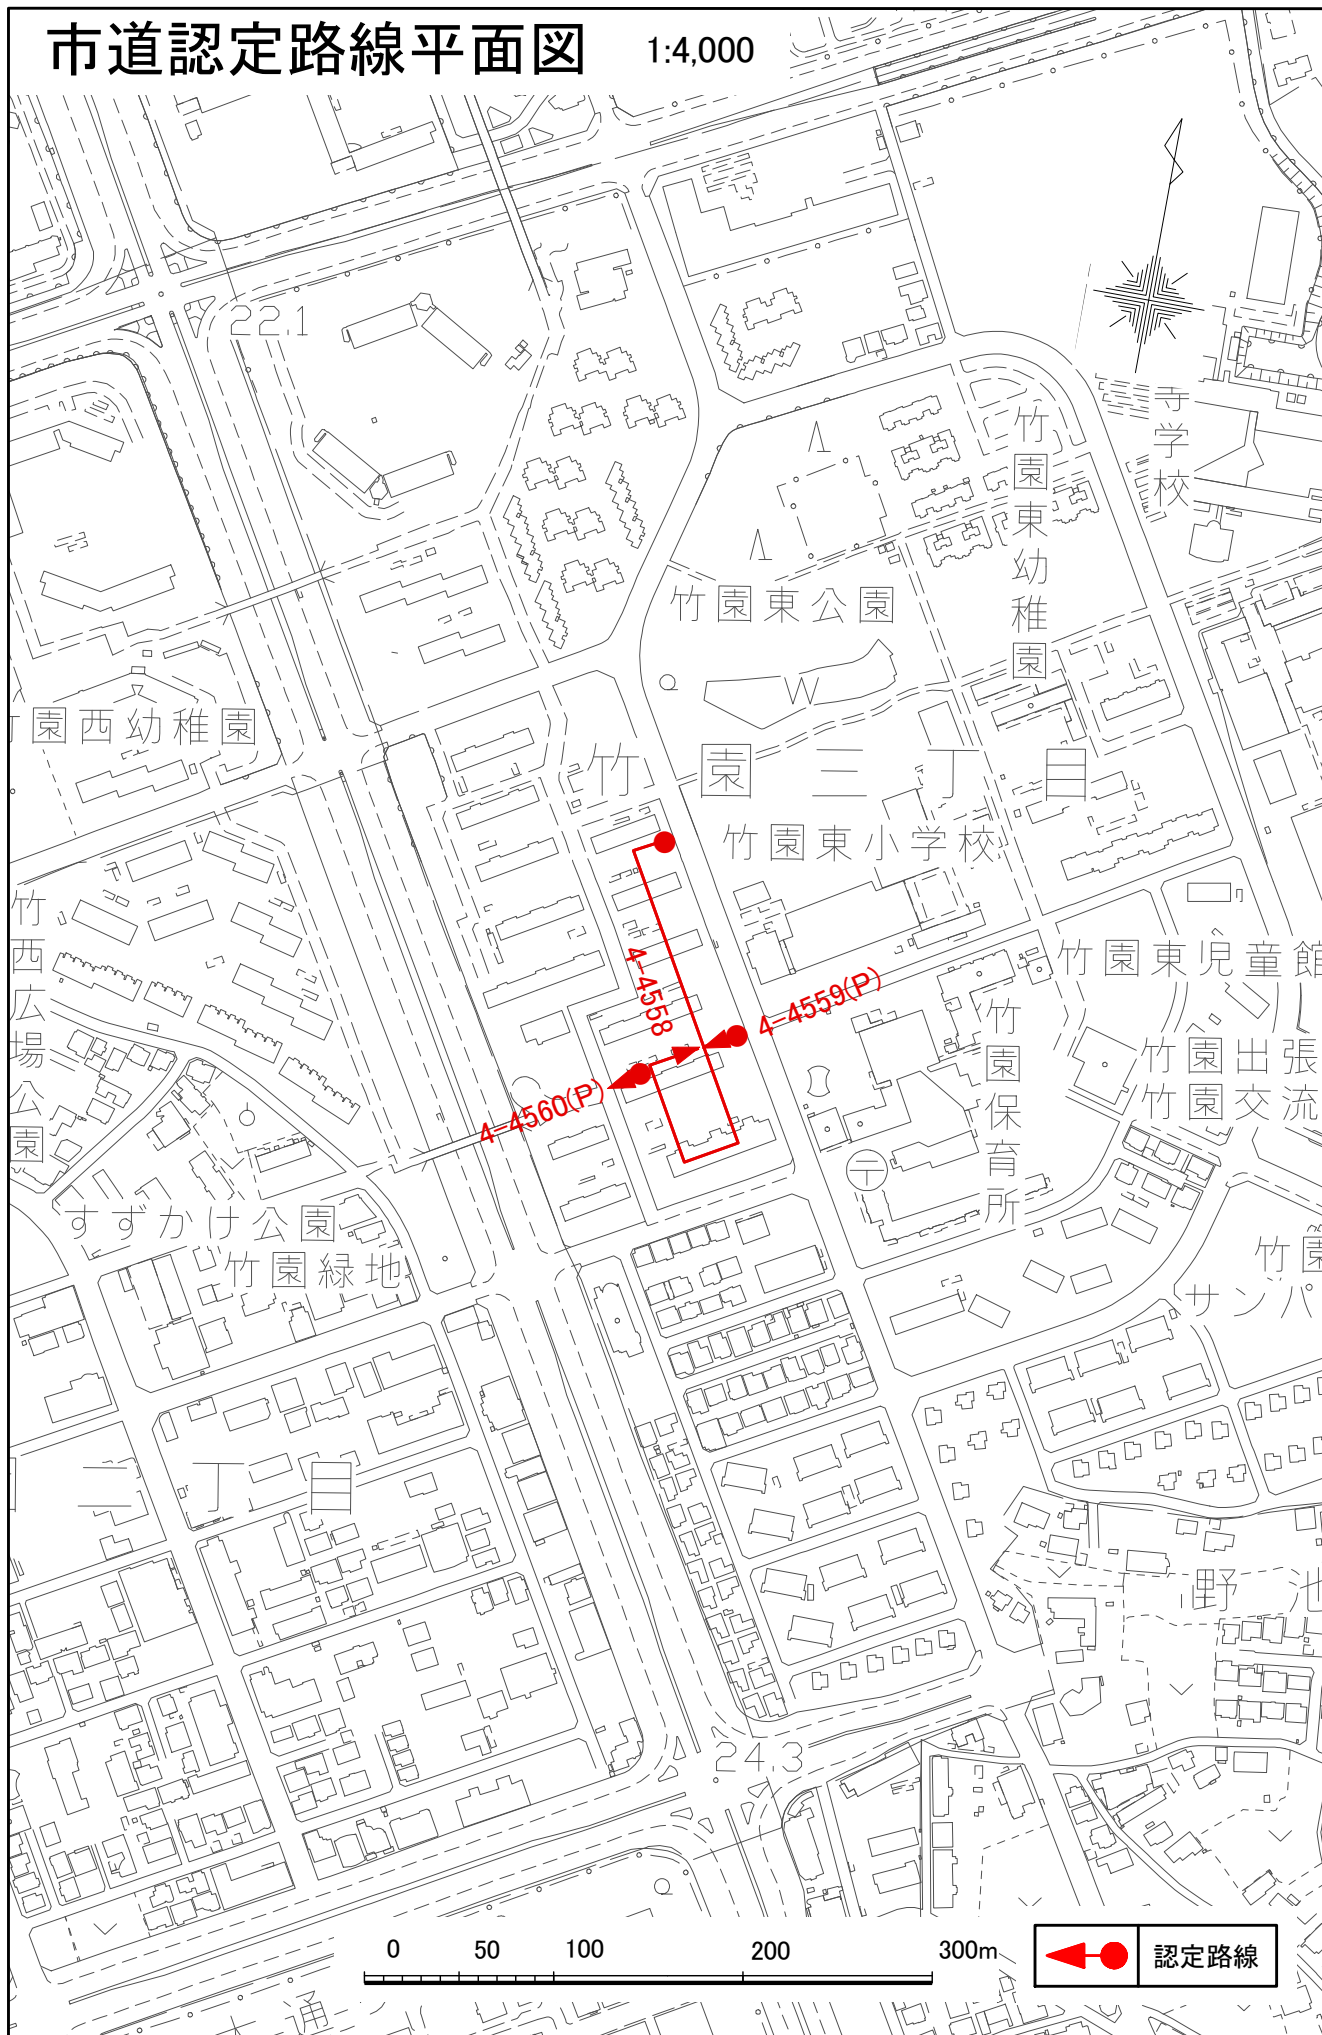 市道認定路線平面図
1:4,000
22.1
寺学校
竹園東幼稚園
竹園東公園
園西幼稚園
竹園三丁目
竹園東小学校
竹西広場公園
4-4558
4-4559(P)
4-4560(P)
竹園東児童館
竹園出張
竹園交流
竹園保育所
〒
すずかけ公園
竹園緑地
竹園
サンパ
二丁目
野 池
24.3
0 50 100 200 300m
認定路線
通